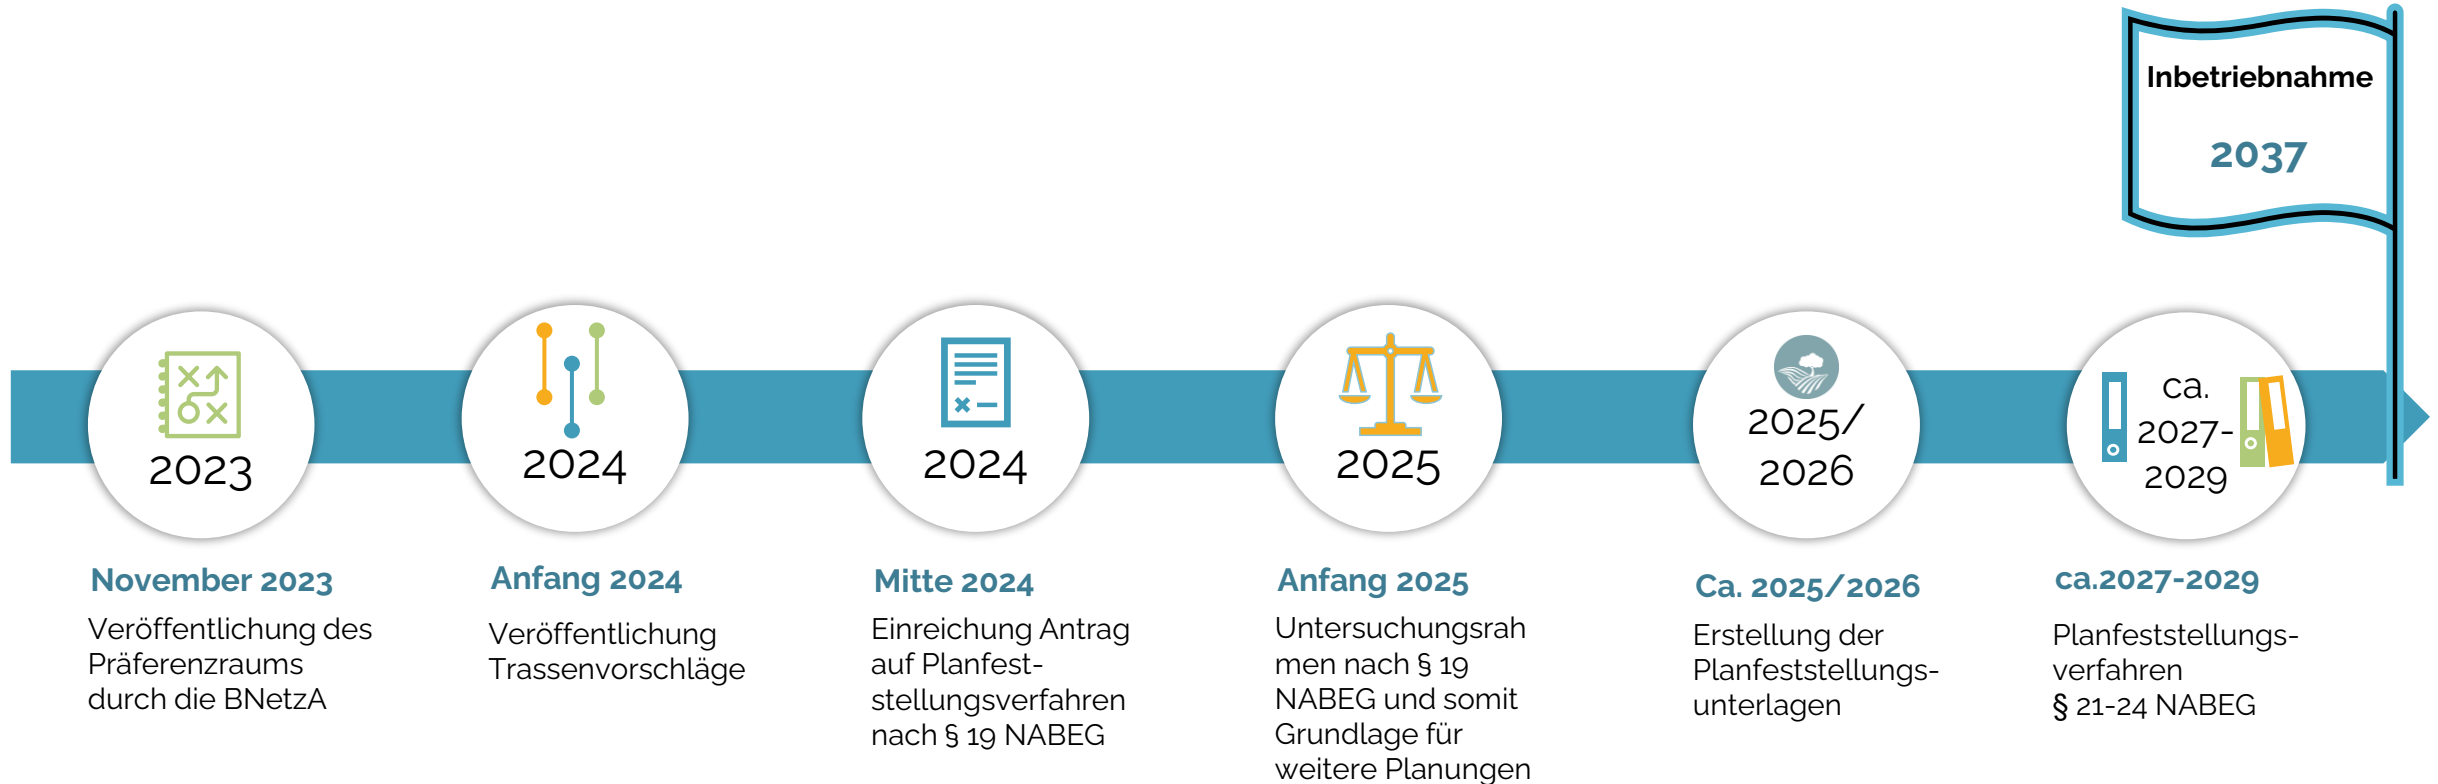 Inbetriebnahme
2037
2023
November 2023
Veröffentlichung des
Präferenzraums
durch die BNetzA
2024
Anfang 2024
Veröffentlichung
Trassenvorschläge
2024
Mitte 2024
Einreichung Antrag
auf Planfest-
stellungsverfahren
nach § 19 NABEG
2025
Anfang 2025
Untersuchungsrah
men nach § 19
NABEG und somit
Grundlage für
weitere Planungen
2025/
2026
Ca. 2025/2026
Erstellung der
Planfeststellungs-
unterlagen
ca.
2027-
2029
ca.2027-2029
Planfeststellungs-
verfahren
§ 21-24 NABEG